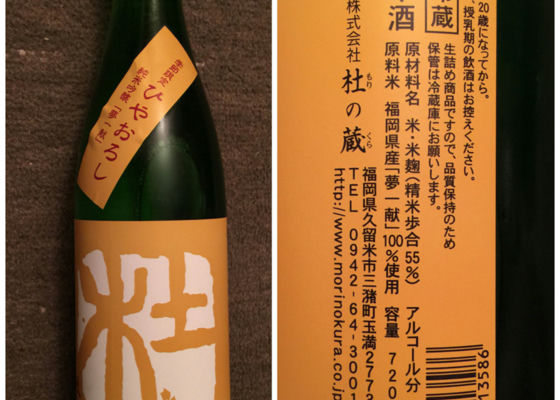 季節限定 ひやおろし
純米吟醸「夢一献」
杜
20歳になってから。
、授乳期の飲酒はお控えください。
生詰め商品ですので、品質保持のため
保管は冷蔵庫にお願いします。
蔵
酒
原材料名 米・米麹(精米歩合55%) アルコール分
原料米 福岡県産「夢一献」100%使用 容量 720
株式会社 杜の蔵
もり くら
福岡県久留米市三潴町玉満2773
TEL 0942-64-3001
http://www.morinokura.co.jp
13586